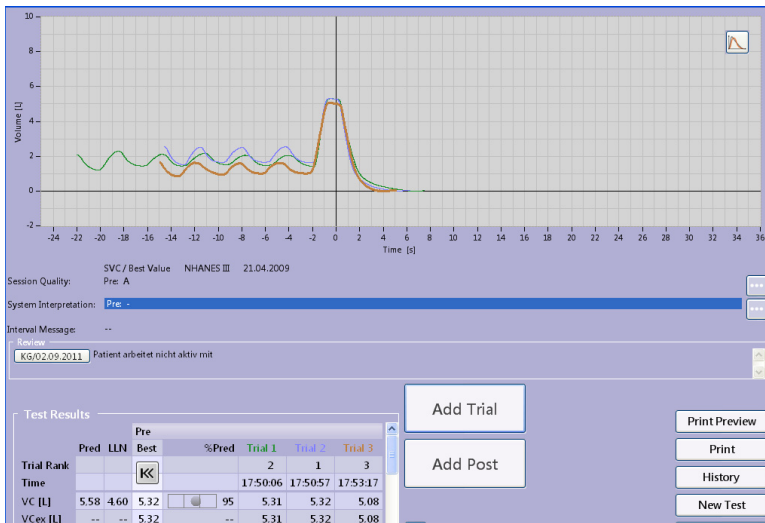 10
8
6
4
2
0
-2
Volume [L]
-24 -22 -20 -18 -16 -14 -12 -10 -8 -6 -4 -2 0 2 4 6 8 10 12 14 16 18 20 22 24 26 28 30 32 34 36
Time [s]
SVC / Best Value NHANES III 21.04.2009
Session Quality: Pre: A
System Interpretation: Pre: -
Interval Message: --
Review
KG/02.09.2011 Patient arbeitet nicht aktiv mit
Add Trial
Add Post
Print Preview
Print
History
New Test
Test Results
Pre
Pred LLN Best %Pred Trial 1 Trial 2 Trial 3
Trial Rank 2 1 3
Time 17:50:06 17:50:57 17:53:17
VC [L] 5.58 4.60 5.32 95 5.31 5.32 5.08
VCex [L] -- -- 5.32 -- 5.31 5.32 5.08